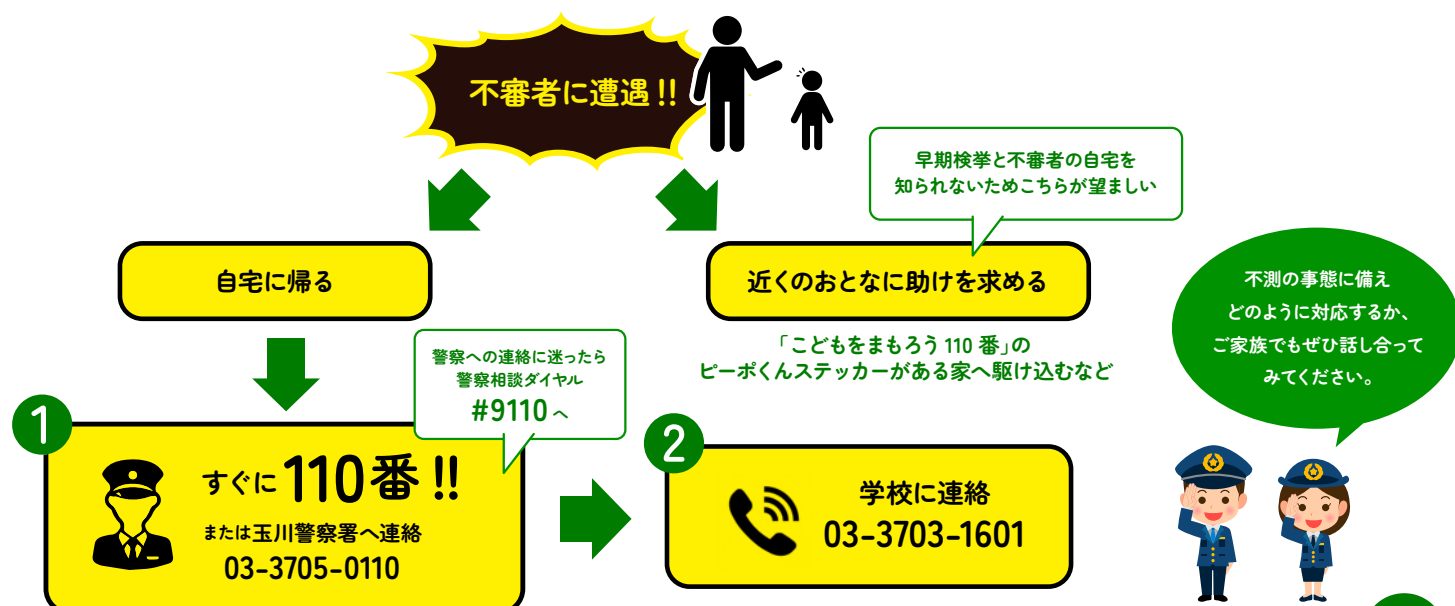 不審者に遭遇!!
早期検挙と不審者の自宅を
知られないためこちらが望ましい
自宅に帰る
近くのおとなに助けを求める
「こどもをまもろう110番」の
ピーポくんステッカーがある家へ駆け込むなど
不測の事態に備え
どのように対応するか、
ご家族でもぜひ話し合って
みてください。
警察への連絡に迷ったら
警察相談ダイヤル
#9110へ
1
すぐに110番!!
または玉川警察署へ連絡
03-3705-0110
2
学校に連絡
03-3703-1601